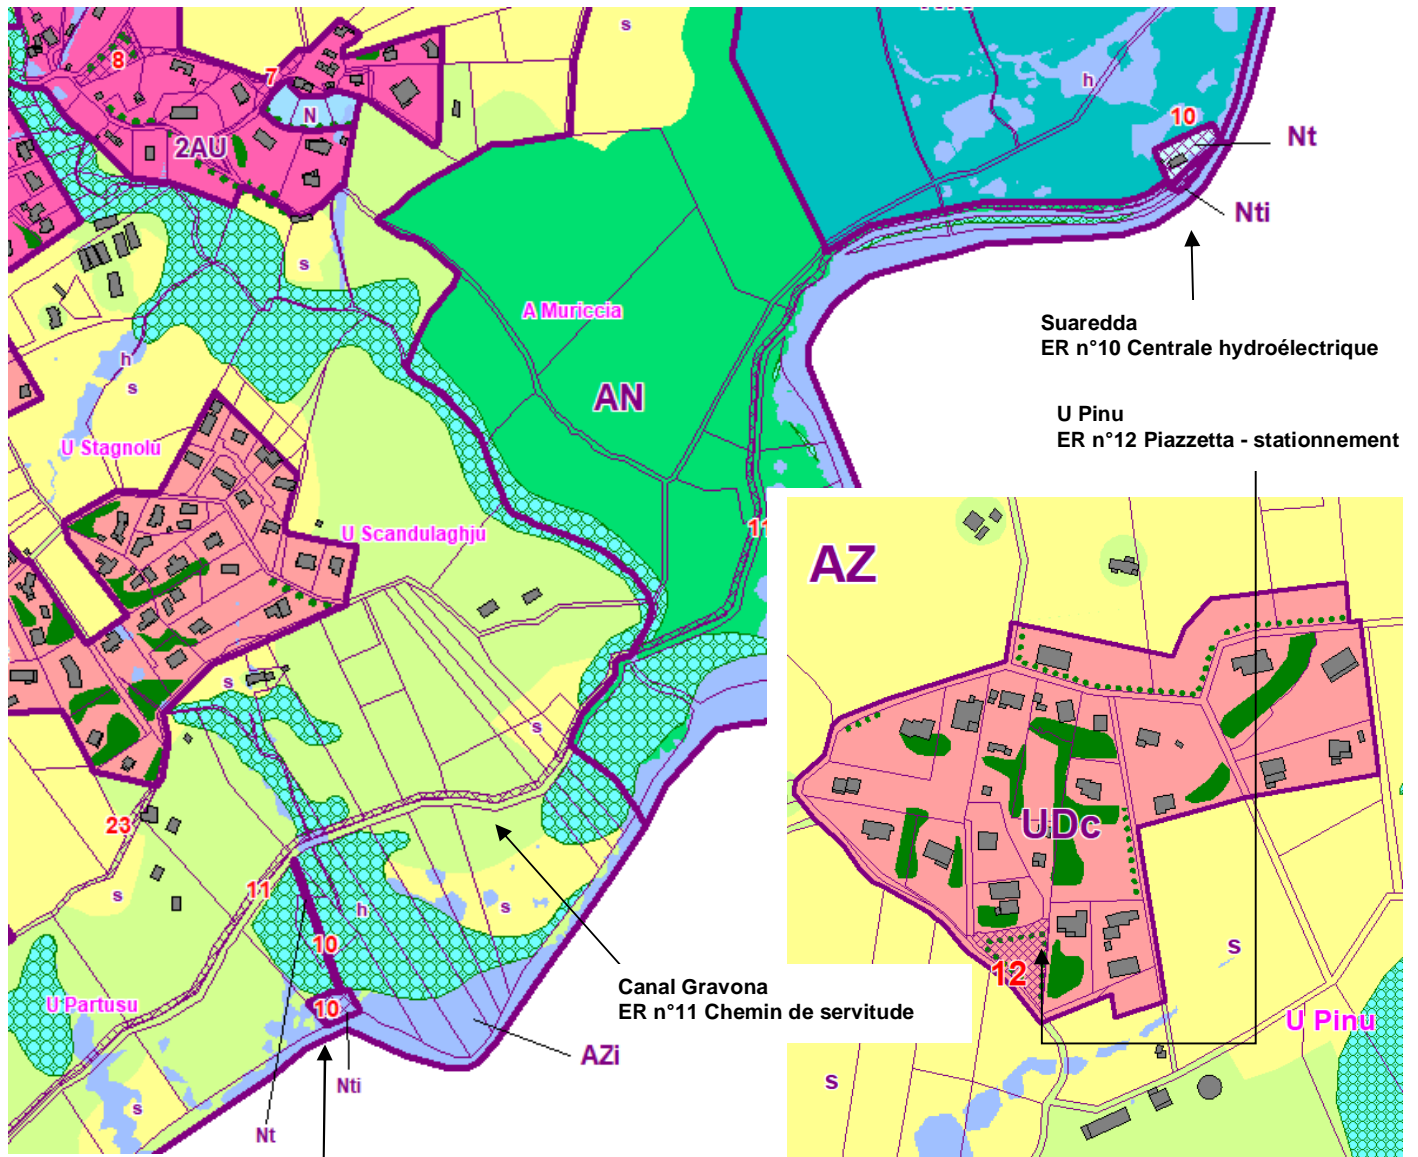 s
8
7
h
N
10
2AU
Nt
Nti
s
A Muriccia
Suaredda
ER n°10 Centrale hydroélectrique
h
s
AN
U Pinu
ER n°12 Piazzetta - stationnement
U Stagnolu
U Scandulaghju
11
AZ
s
s
23
UDc
11
s
s
h
10
s
12
Canal Gravona
ER n°11 Chemin de servitude
U Partusu
10
U Pinu
AZi
Nti
s
s
Nt